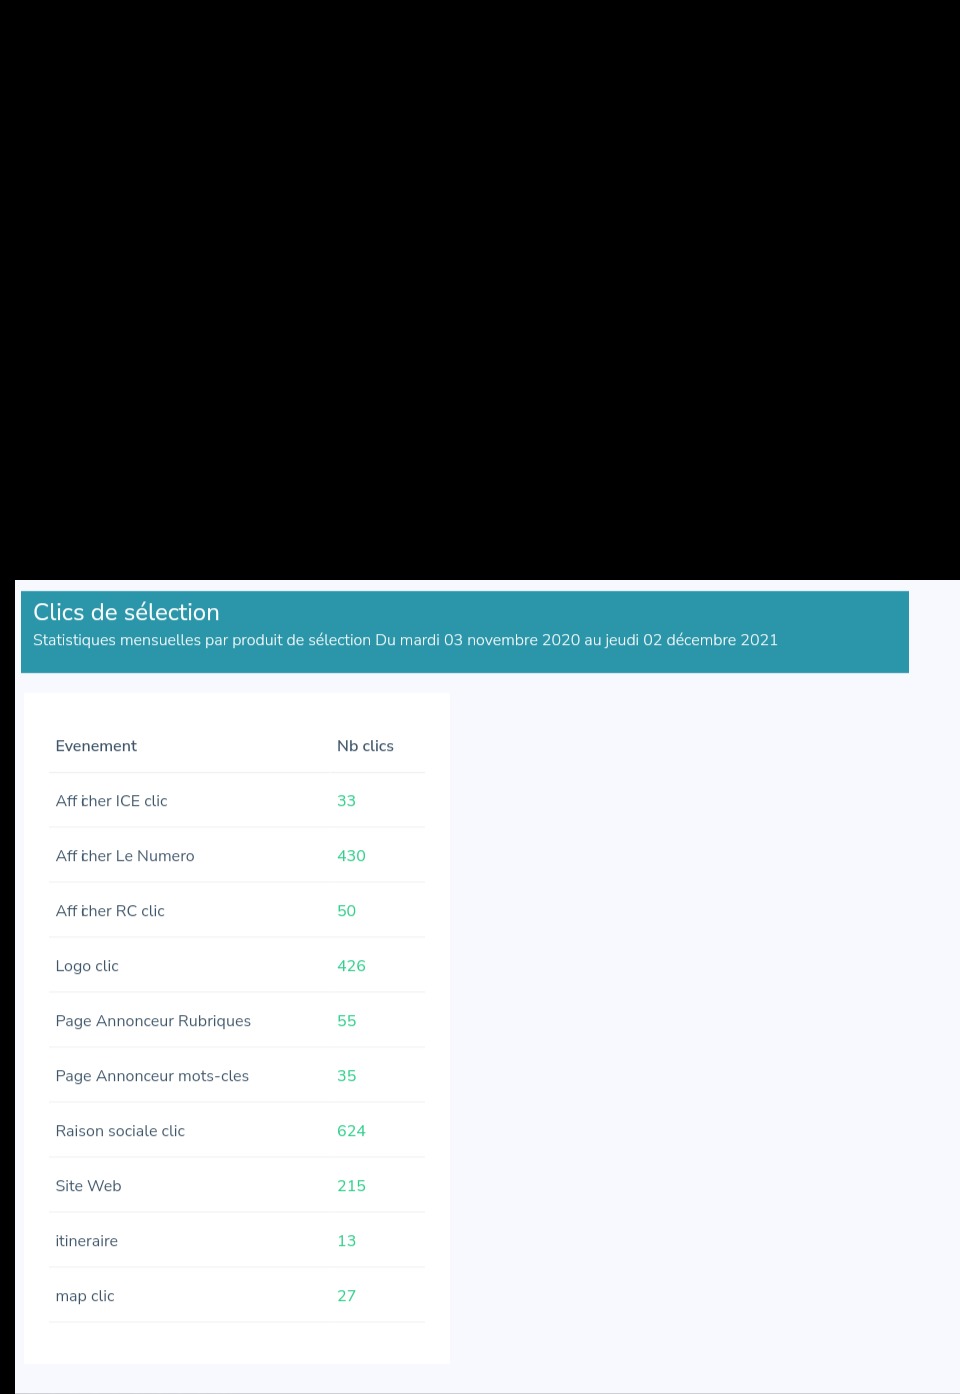 Clics de sélection
Statistiques mensuelles par produit de sélection Du mardi 03 novembre 2020 au jeudi 02 décembre 2021
Evenement Nb clics
Afficher ICE clic 33
Afficher Le Numero 430
Afficher RC clic 50
Logo clic 426
Page Annonceur Rubriques 55
Page Annonceur mots-cles 35
Raison sociale clic 624
Site Web 215
itineraire 13
map clic 27